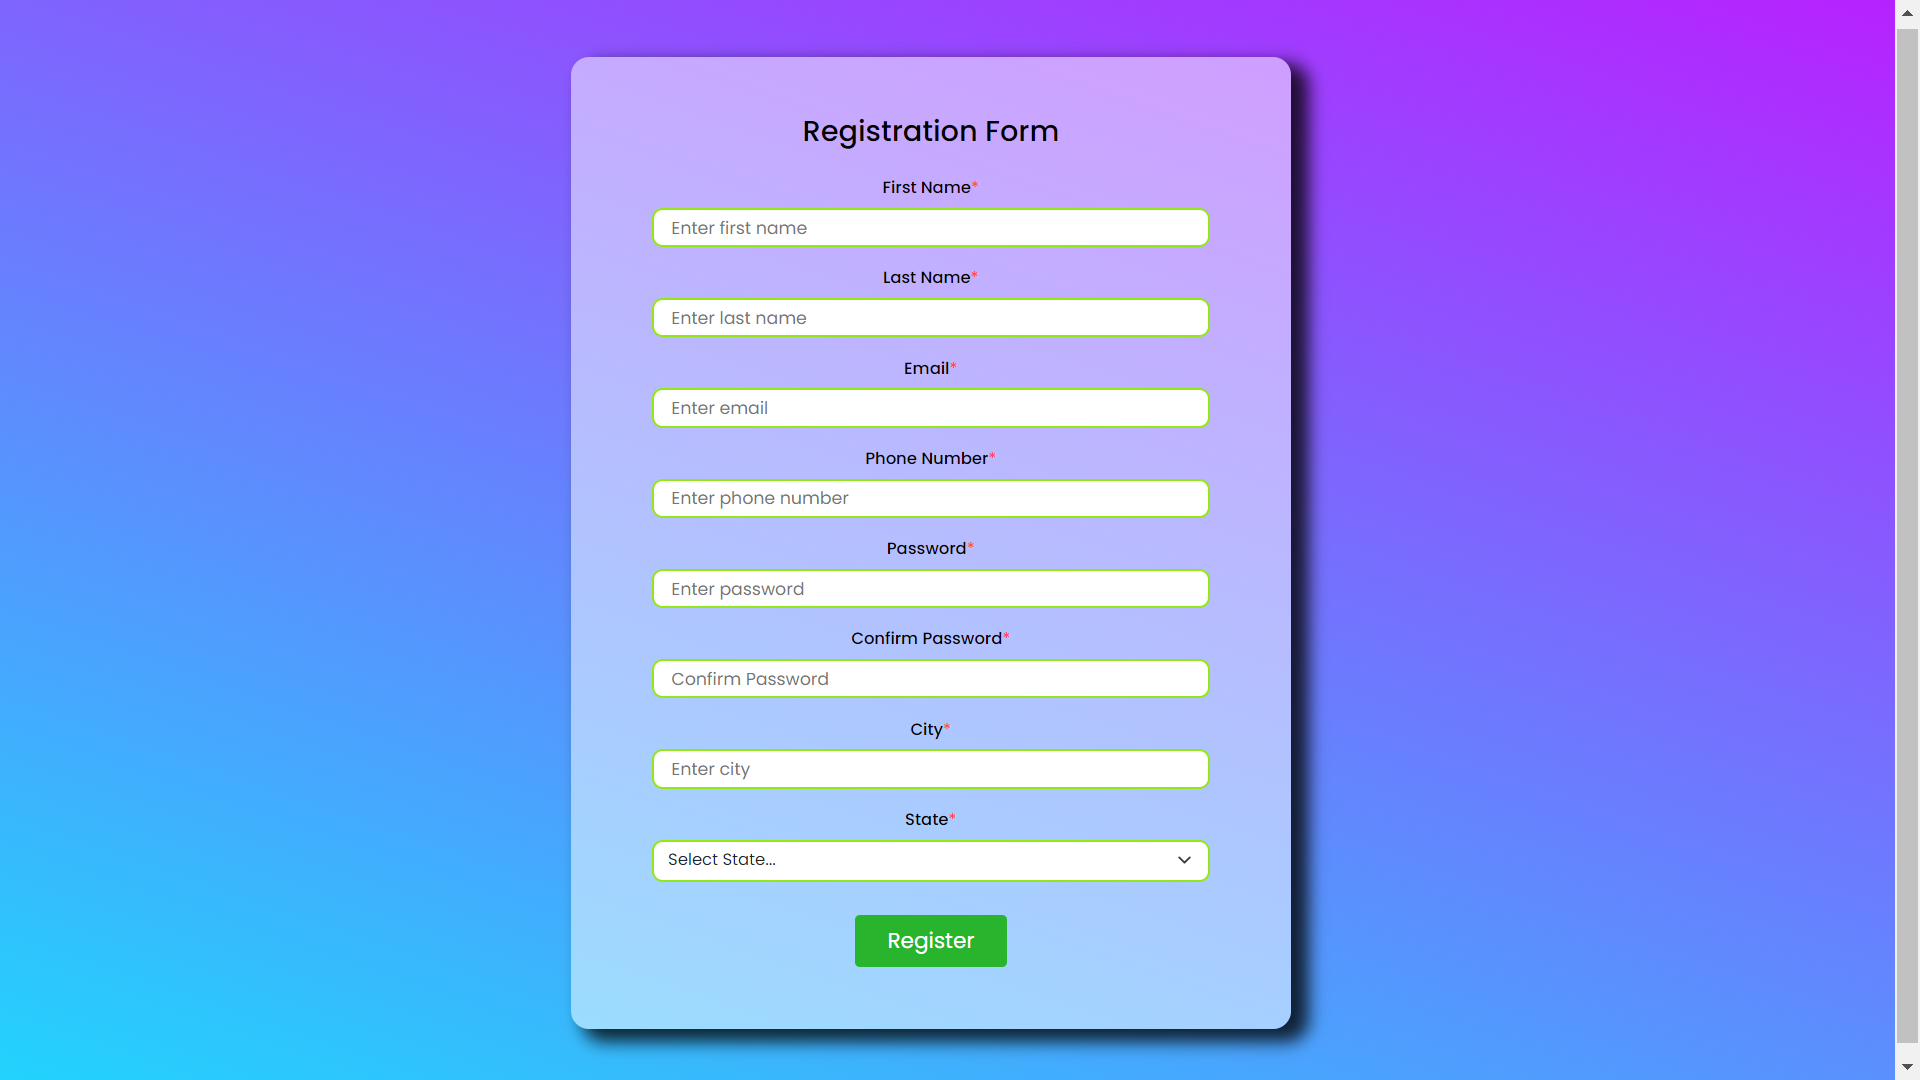 Registration Form
First Name*
Enter first name
Last Name*
Enter last name
Email*
Enter email
Phone Number*
Enter phone number
Password*
Enter password
Confirm Password*
Confirm Password
City*
Enter city
State*
Select State...
Register